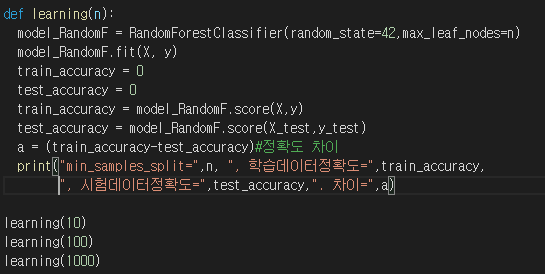 def learning(n):
model_RandomF = RandomForestClassifier(random_state=42,max_leaf_nodes=n)
model_RandomF.fit(X, y)
train_accuracy = 0
test_accuracy = 0
train_accuracy = model_RandomF.score(X,y)
test_accuracy = model_RandomF.score(X_test,y_test)
a = (train_accuracy-test_accuracy)#정확도 차이
print("min_samples_split=",n, ", 학습데이터정확도=",train_accuracy,
", 시험데이터정확도=",test_accuracy,". 차이=",a)
learning(10)
learning(100)
learning(1000)